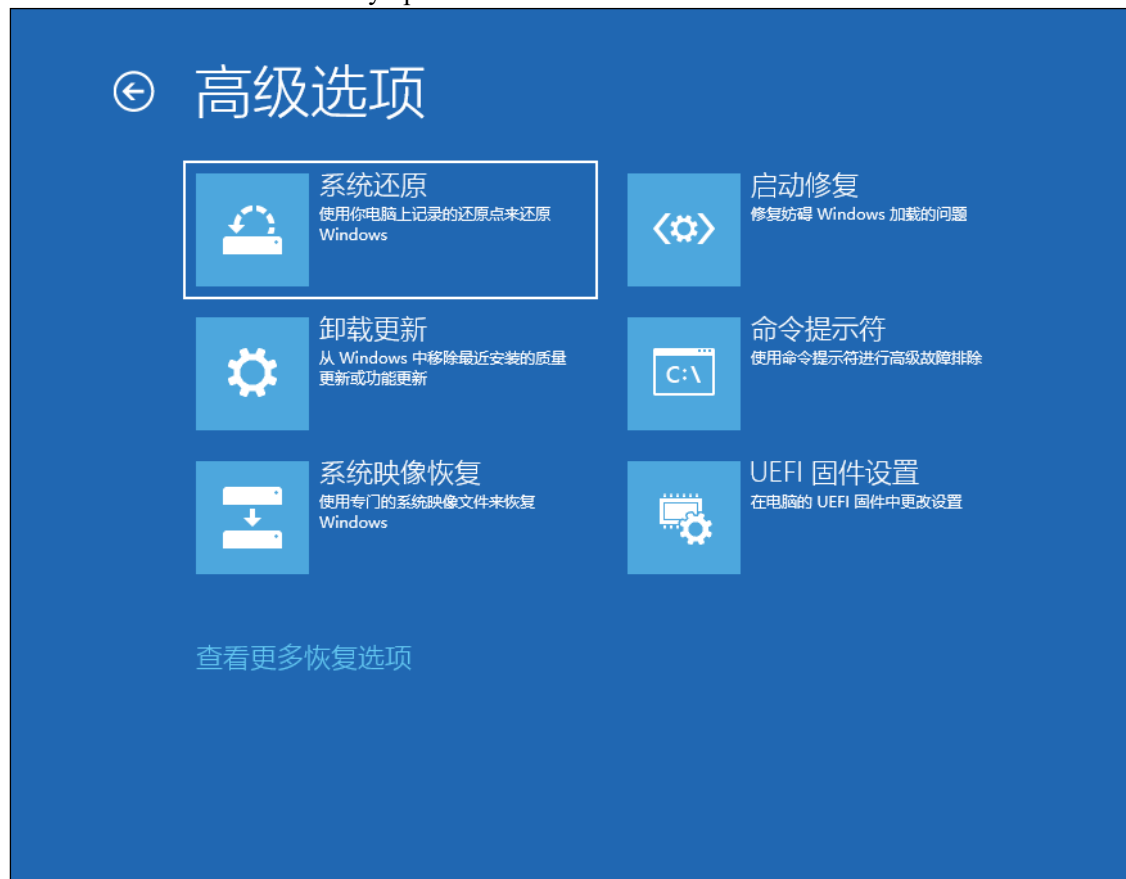 高级选项
系统还原
使用你电脑上记录的还原点来还原
Windows
启动修复
修复妨碍 Windows 加载的问题
卸载更新
从 Windows 中移除最近安装的质量
更新或功能更新
命令提示符
使用命令提示符进行高级故障排除
C:\
系统映像恢复
使用专门的系统映像文件来恢复
Windows
UEFI 固件设置
在电脑的 UEFI 固件中更改设置
查看更多恢复选项